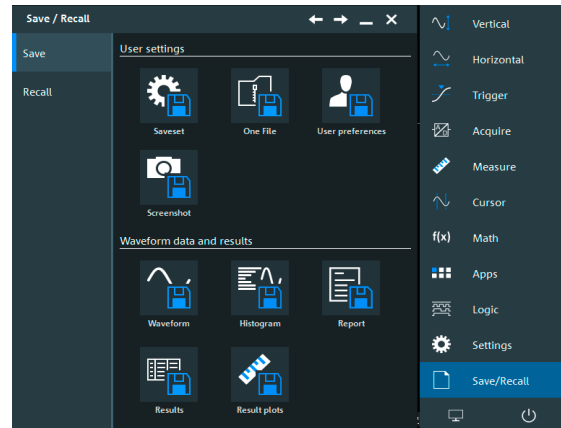 Save / Recall
Save
Recall
User settings
Saveset
One File
User preferences
Screenshot
Waveform data and results
Waveform
Histogram
Report
Results
Result plots
Vertical
Horizontal
Trigger
Acquire
Measure
Cursor
f(x) Math
Apps
Logic
Settings
Save/Recall